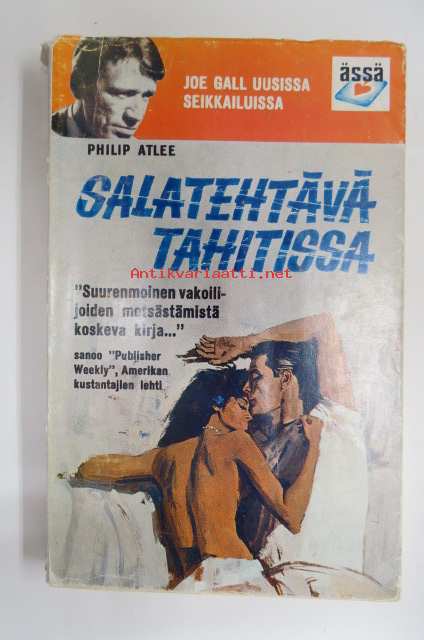 JOE GALL UUSISSA
SEIKKAILUISSA
ässä
PHILIP ATLEE
SALATEHTÄVÄ
TAHITISSA
Antikvariaatti.net
"Suurenmoinen vakoili-
joiden metsästämistä
koskeva kirja..."
sanoo "Publisher
Weekly", Amerikan
kustantajien lehti